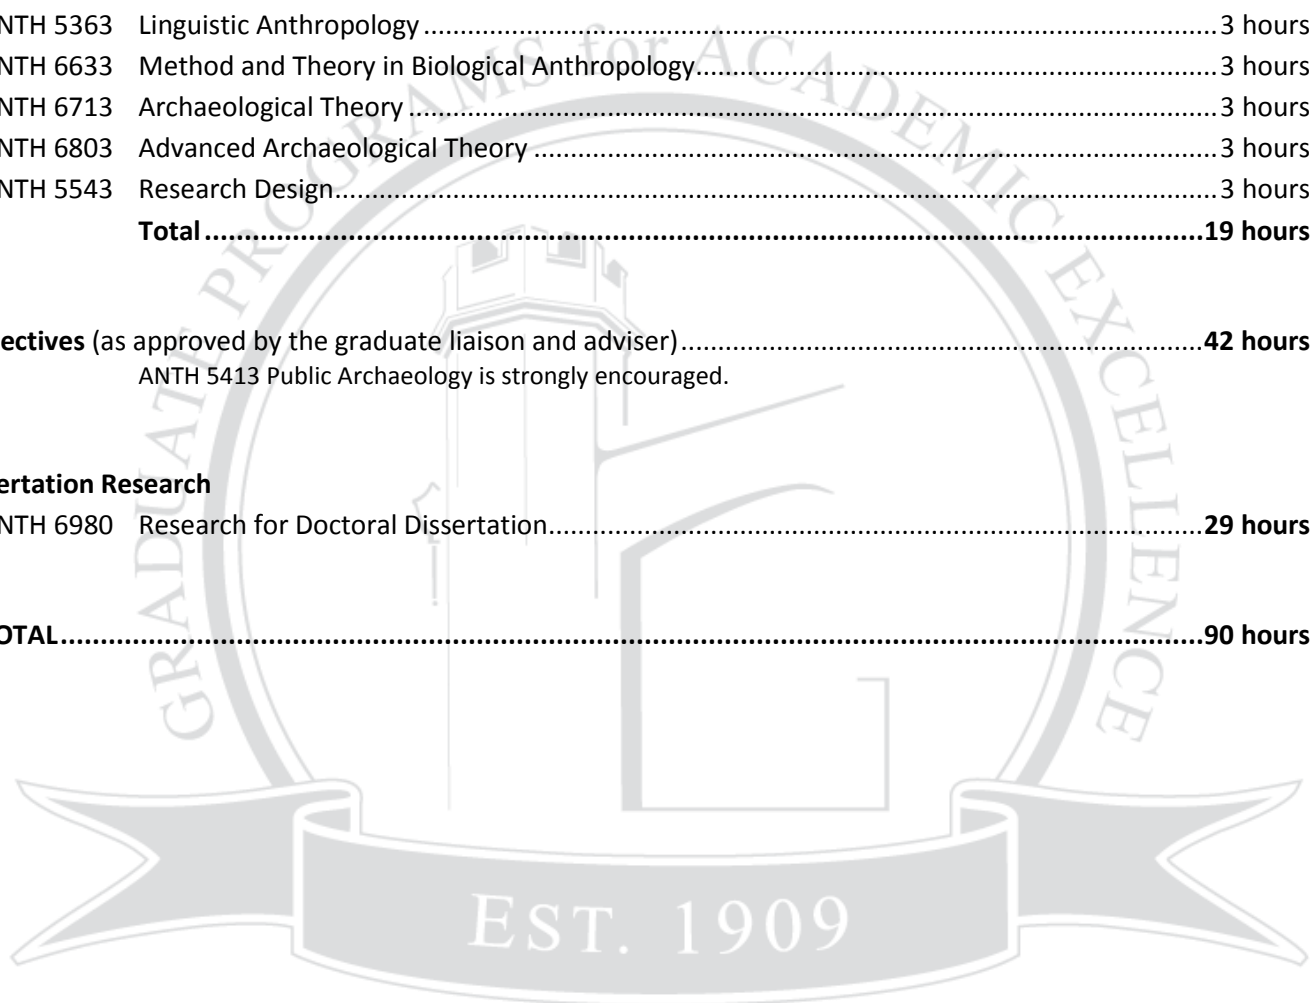 NTH 5363 Linguistic Anthropology........................................................................3 hours
NTH 6633 Method and Theory in Biological Anthropology........................................................................3 hours
NTH 6713 Archaeological Theory........................................................................3 hours
NTH 6803 Advanced Archaeological Theory........................................................................3 hours
NTH 5543 Research Design........................................................................3 hours
Total........................................................................19 hours
ectives (as approved by the graduate liaison and adviser)........................................................................42 hours
ANTH 5413 Public Archaeology is strongly encouraged.
ertation Research
NTH 6980 Research for Doctoral Dissertation........................................................................29 hours
OTAL........................................................................90 hours
GRADUATE PROGRAMS for ACADEMIC EXCELLENCE
EST. 1909